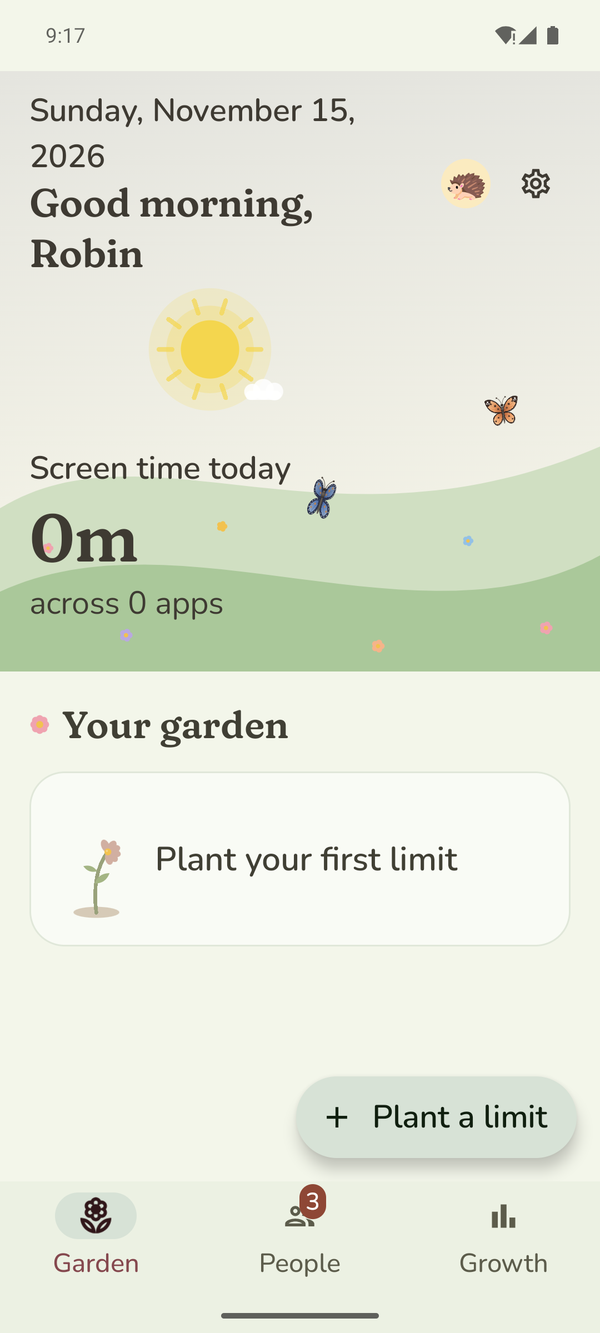 9:17
Sunday, November 15,
2026
Good morning,
Robin
Screen time today
0m
across 0 apps
Your garden
Plant your first limit
+ Plant a limit
3
Garden
People
Growth